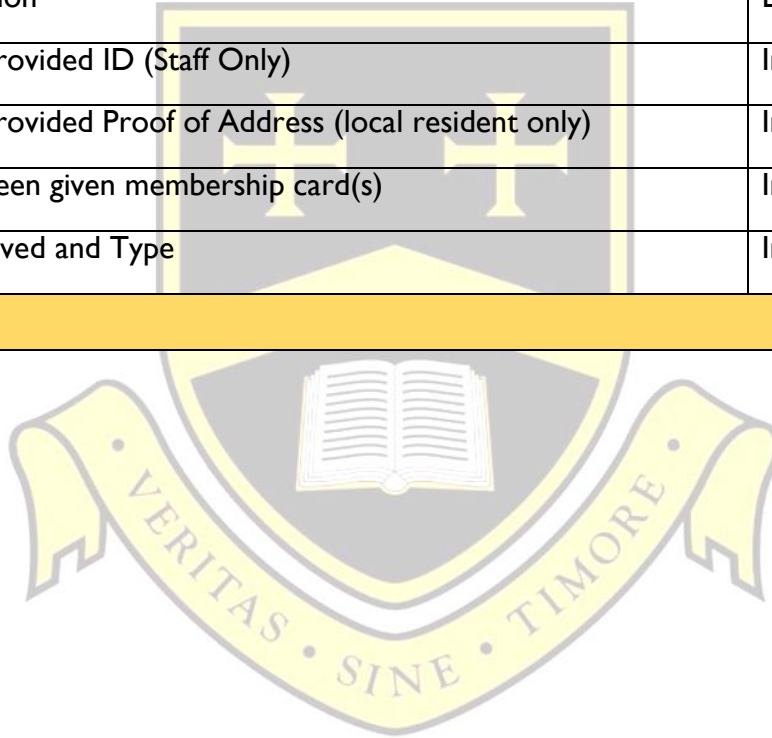 rovided ID (Staff Only)
rovided Proof of Address (local resident only)
een given membership card(s)
ved and Type
VERITAS • SINE • TIMORE